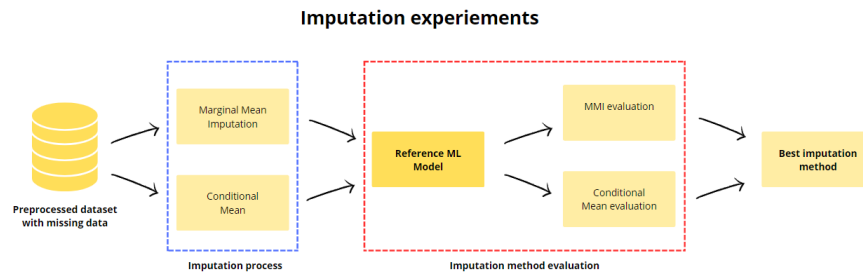 Imputation experiements
Marginal Mean
Imputation
Conditional
Mean
Preprocessed dataset
with missing data
Imputation process
Reference ML
Model
MMI evaluation
Conditional
Mean evaluation
Imputation method evaluation
Best imputation
method